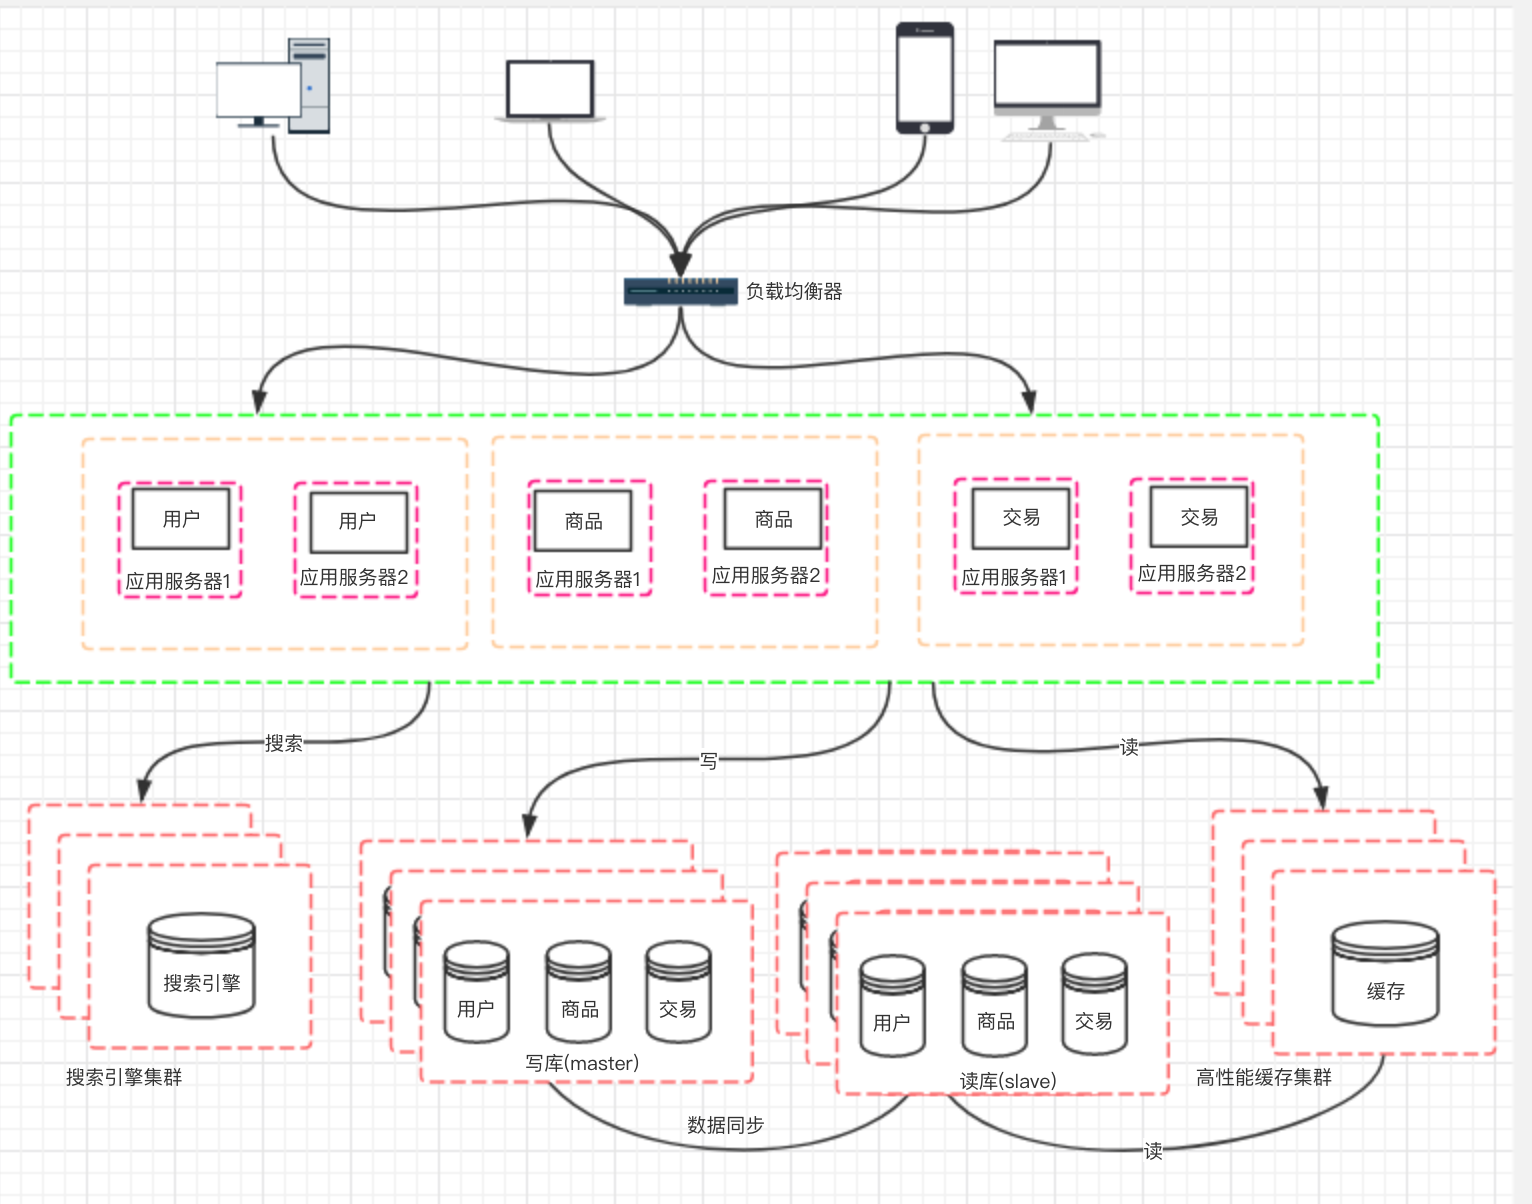 负载均衡器
用户
用户
商品
商品
交易
交易
应用服务器1
应用服务器2
应用服务器1
应用服务器2
应用服务器1
应用服务器2
搜索
写
读
搜索引擎
用户
商品
交易
写库(master)
用户
商品
交易
读库(slave)
缓存
搜索引擎集群
高性能缓存集群
数据同步
读